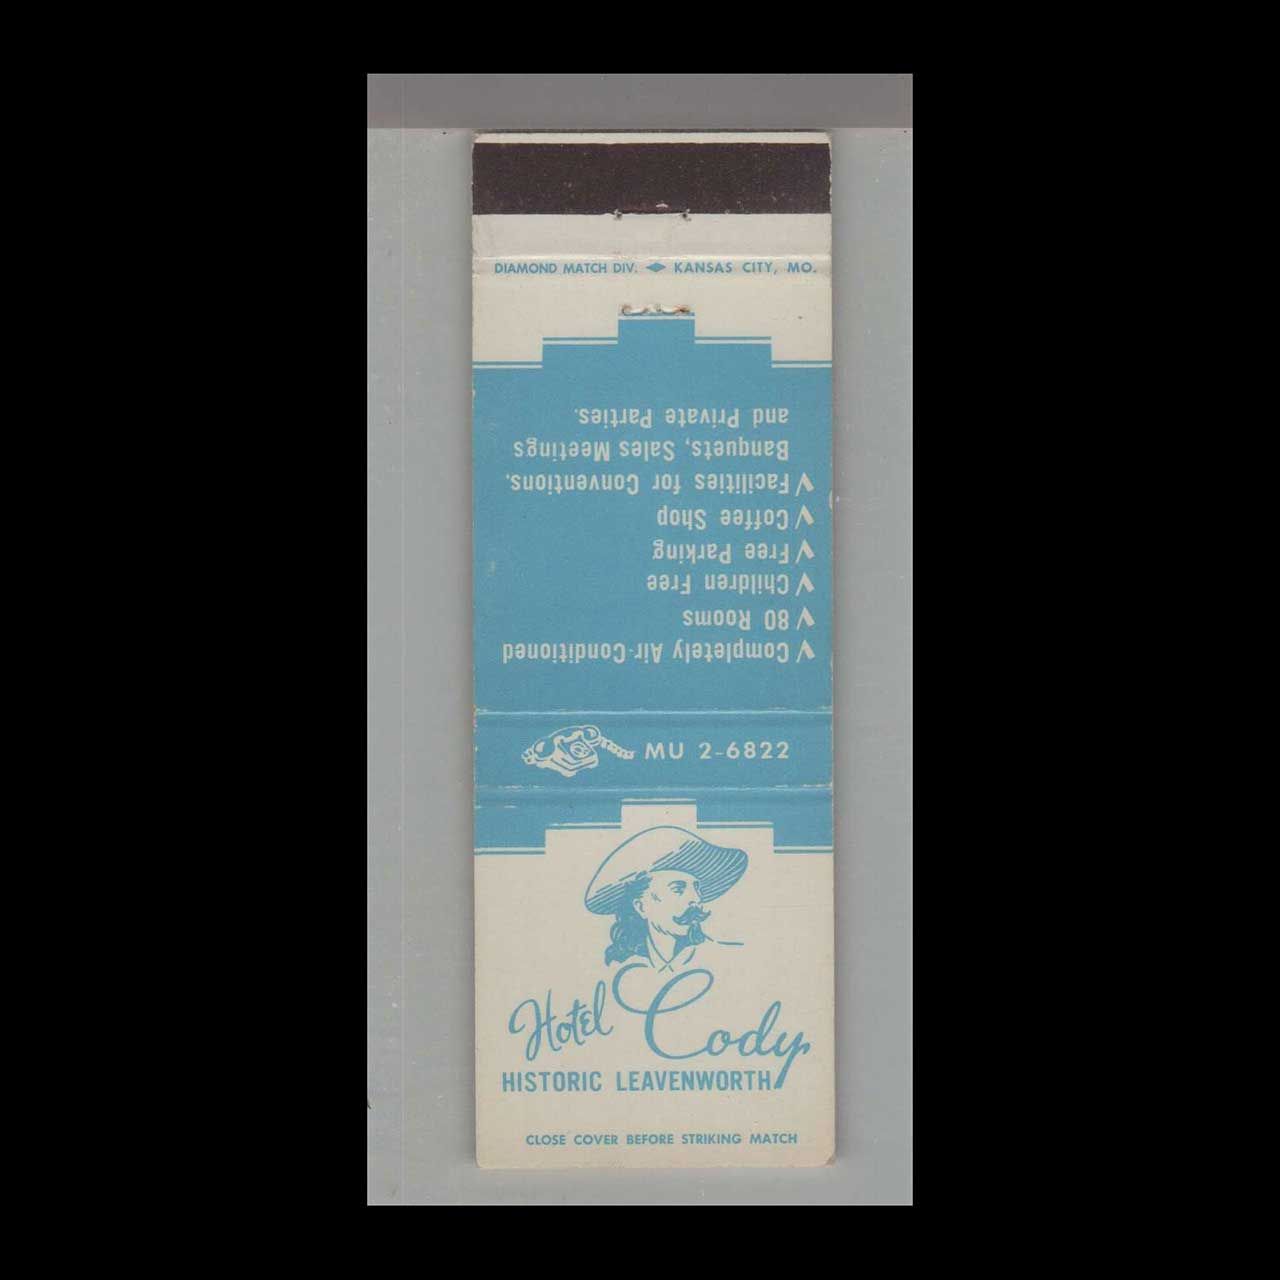 DIAMOND MATCH DIV. KANSAS CITY, MO.
✓ Completely Air-Conditioned
✓ 80 Rooms
✓ Children Free
✓ Free Parking
✓ Coffee Shop
✓ Facilities for Conventions.
Banquets, Sales Meetings
and Private Parties.
MU 2-6822
Hotel Cody
HISTORIC LEAVENWORTH
CLOSE COVER BEFORE STRIKING MATCH